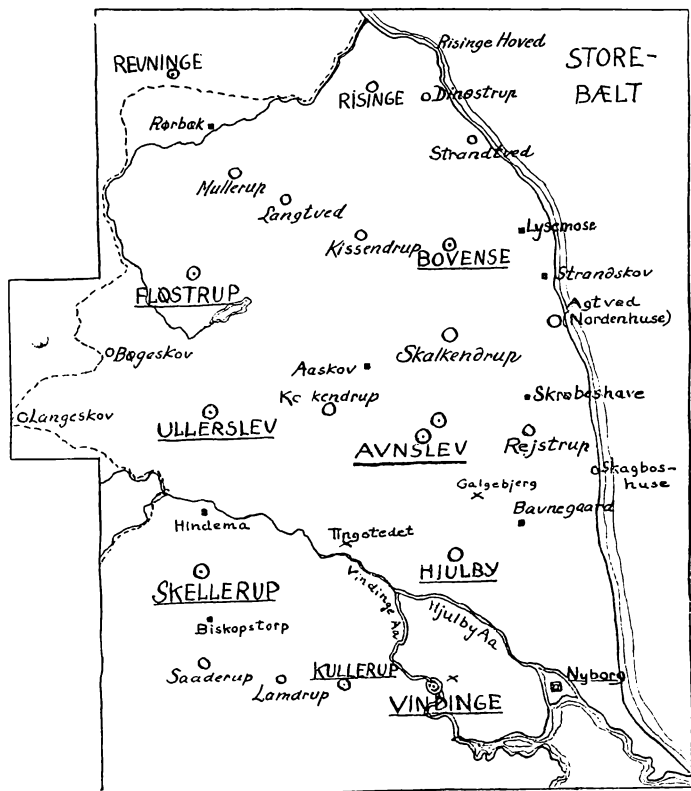 Risinge Hoved
STORE-
BÆLT
REVNINGE
RISINGE
Dinestrup
Rørbæk
Strandtved
Mullerup
Langtved
Lysemose
Kissendrup
BOVENSE
Strandskov
FLØSTRUP
Agtved
(Nordenhuse)
Skalkendrup
Bøgeskov
Aaskov
Skrøbeshave
Langeskov
ULLERSLEV
AVNSLEV
Rejstrup
Skagbos-
huse
Galgebjerg
Bavnegaard
Hindema
Tingstedet
HJULBY
SKELLERUP
Vindinge Aa
Hjulby Aa
Biskopstorp
Saaderup
Lamdrup
KULLERUP
Nyborg
VINDINGE